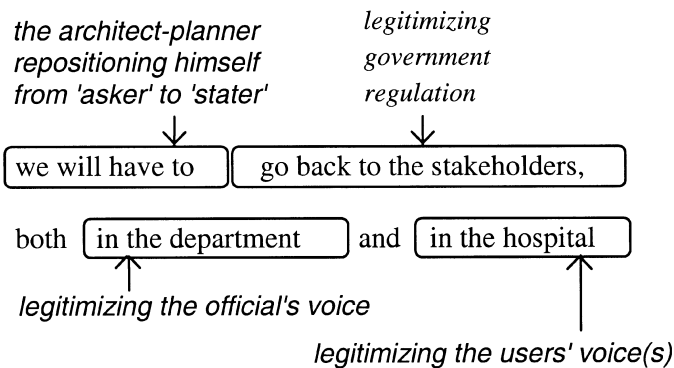 the architect-planner
repositioning himself
from 'asker' to 'stater'
legitimizing
government
regulation
we will have to go back to the stakeholders,
both in the department and in the hospital
legitimizing the official's voice
legitimizing the users' voice(s)